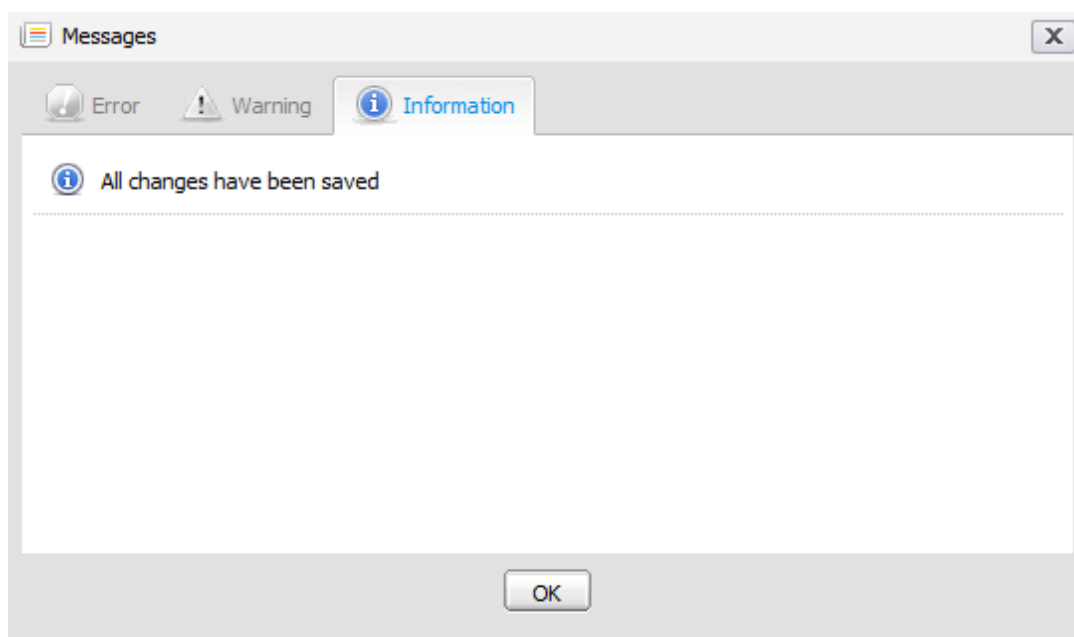 Messages
Error Warning Information
All changes have been saved
OK